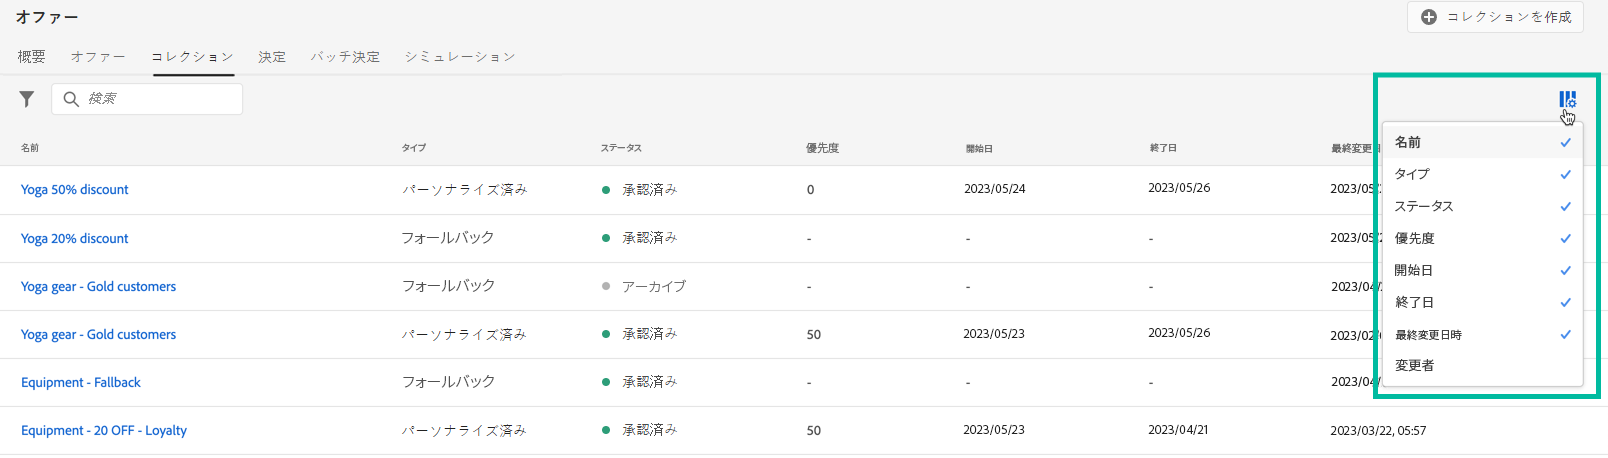 オファー
コレクションを作成
概要 オファー コレクション 決定 バッチ決定 シミュレーション
検索
名前 タイプ ステータス 優先度 開始日 終了日 最終変更日
Yoga 50% discount パーソナライズ済み 承認済み 0 2023/05/24 2023/05/26 2023/05/
Yoga 20% discount フォールバック 承認済み - - - 2023/05/2
Yoga gear - Gold customers フォールバック アーカイブ - - - 2023/04/
Yoga gear - Gold customers パーソナライズ済み 承認済み 50 2023/05/23 2023/05/26 2023/02/
Equipment - Fallback フォールバック 承認済み - - - 2023/04/
Equipment - 20 OFF - Loyalty パーソナライズ済み 承認済み 50 2023/05/23 2023/04/21 2023/03/22, 05:57
名前
タイプ
ステータス
優先度
開始日
終了日
最終変更日時
変更者